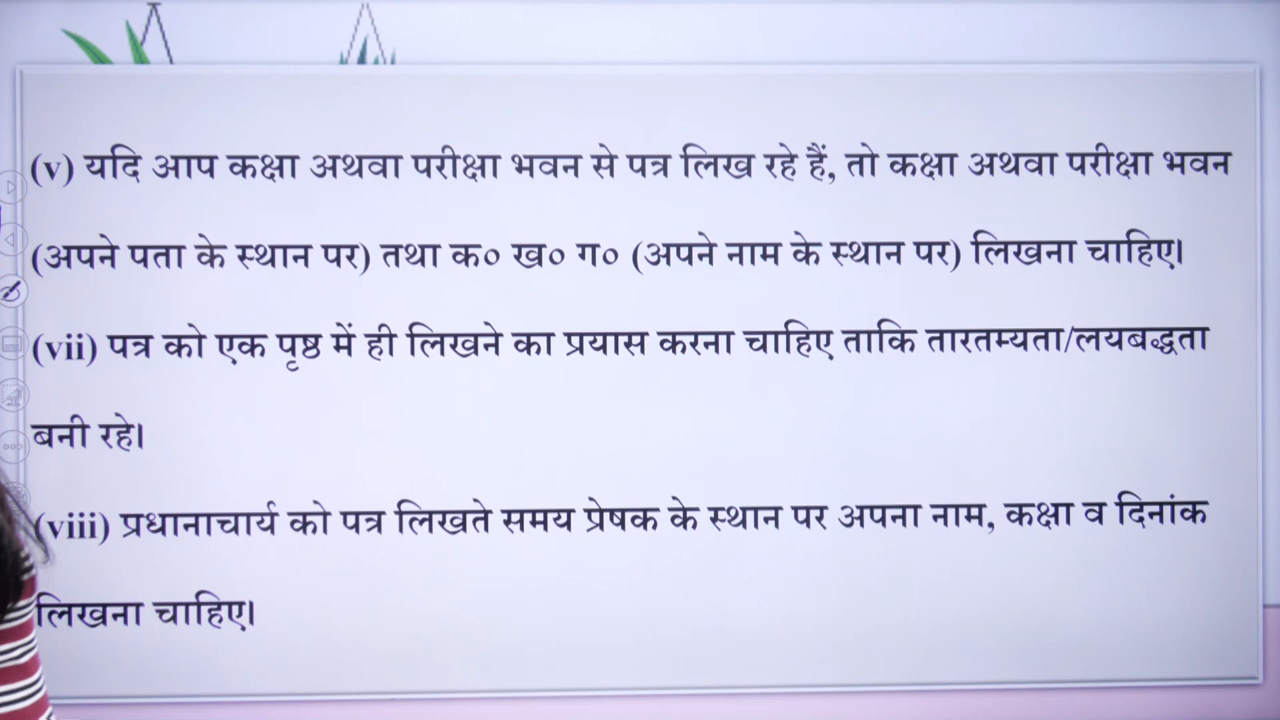 (v) यदि आप कक्षा अथवा परीक्षा भवन से पत्र लिख रहे हैं, तो कक्षा अथवा परीक्षा भवन
(अपने पता के स्थान पर) तथा क० ख० ग० (अपने नाम के स्थान पर) लिखना चाहिए।
(vii) पत्र को एक पृष्ठ में ही लिखने का प्रयास करना चाहिए ताकि तारतम्यता/लयबद्धता
बनी रहे।
(viii) प्रधानाचार्य को पत्र लिखते समय प्रेषक के स्थान पर अपना नाम, कक्षा व दिनांक
लिखना चाहिए।